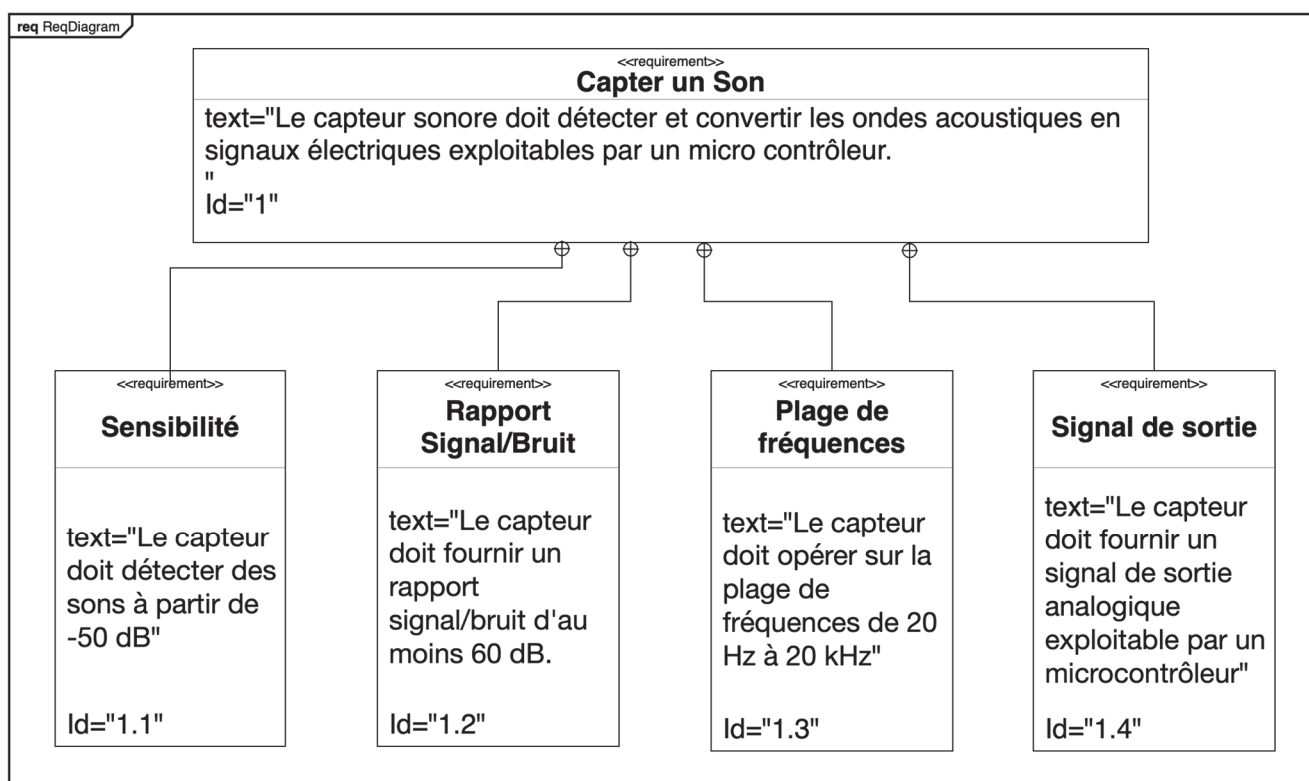 req ReqDiagram
<<requirement>>
Capter un Son
text="Le capteur sonore doit détecter et convertir les ondes acoustiques en
signaux électriques exploitables par un micro contrôleur.
"
Id="1"
<<requirement>>
Sensibilité
text="Le capteur
doit détecter des
sons à partir de
-50 dB"
Id="1.1"
<<requirement>>
Rapport
Signal/Bruit
text="Le capteur
doit fournir un
rapport
signal/bruit d'au
moins 60 dB.
Id="1.2"
<<requirement>>
Plage de
fréquences
text="Le capteur
doit opérer sur la
plage de
fréquences de 20
Hz à 20 kHz"
Id="1.3"
<<requirement>>
Signal de sortie
text="Le capteur
doit fournir un
signal de sortie
analogique
exploitable par un
microcontrôleur"
Id="1.4"